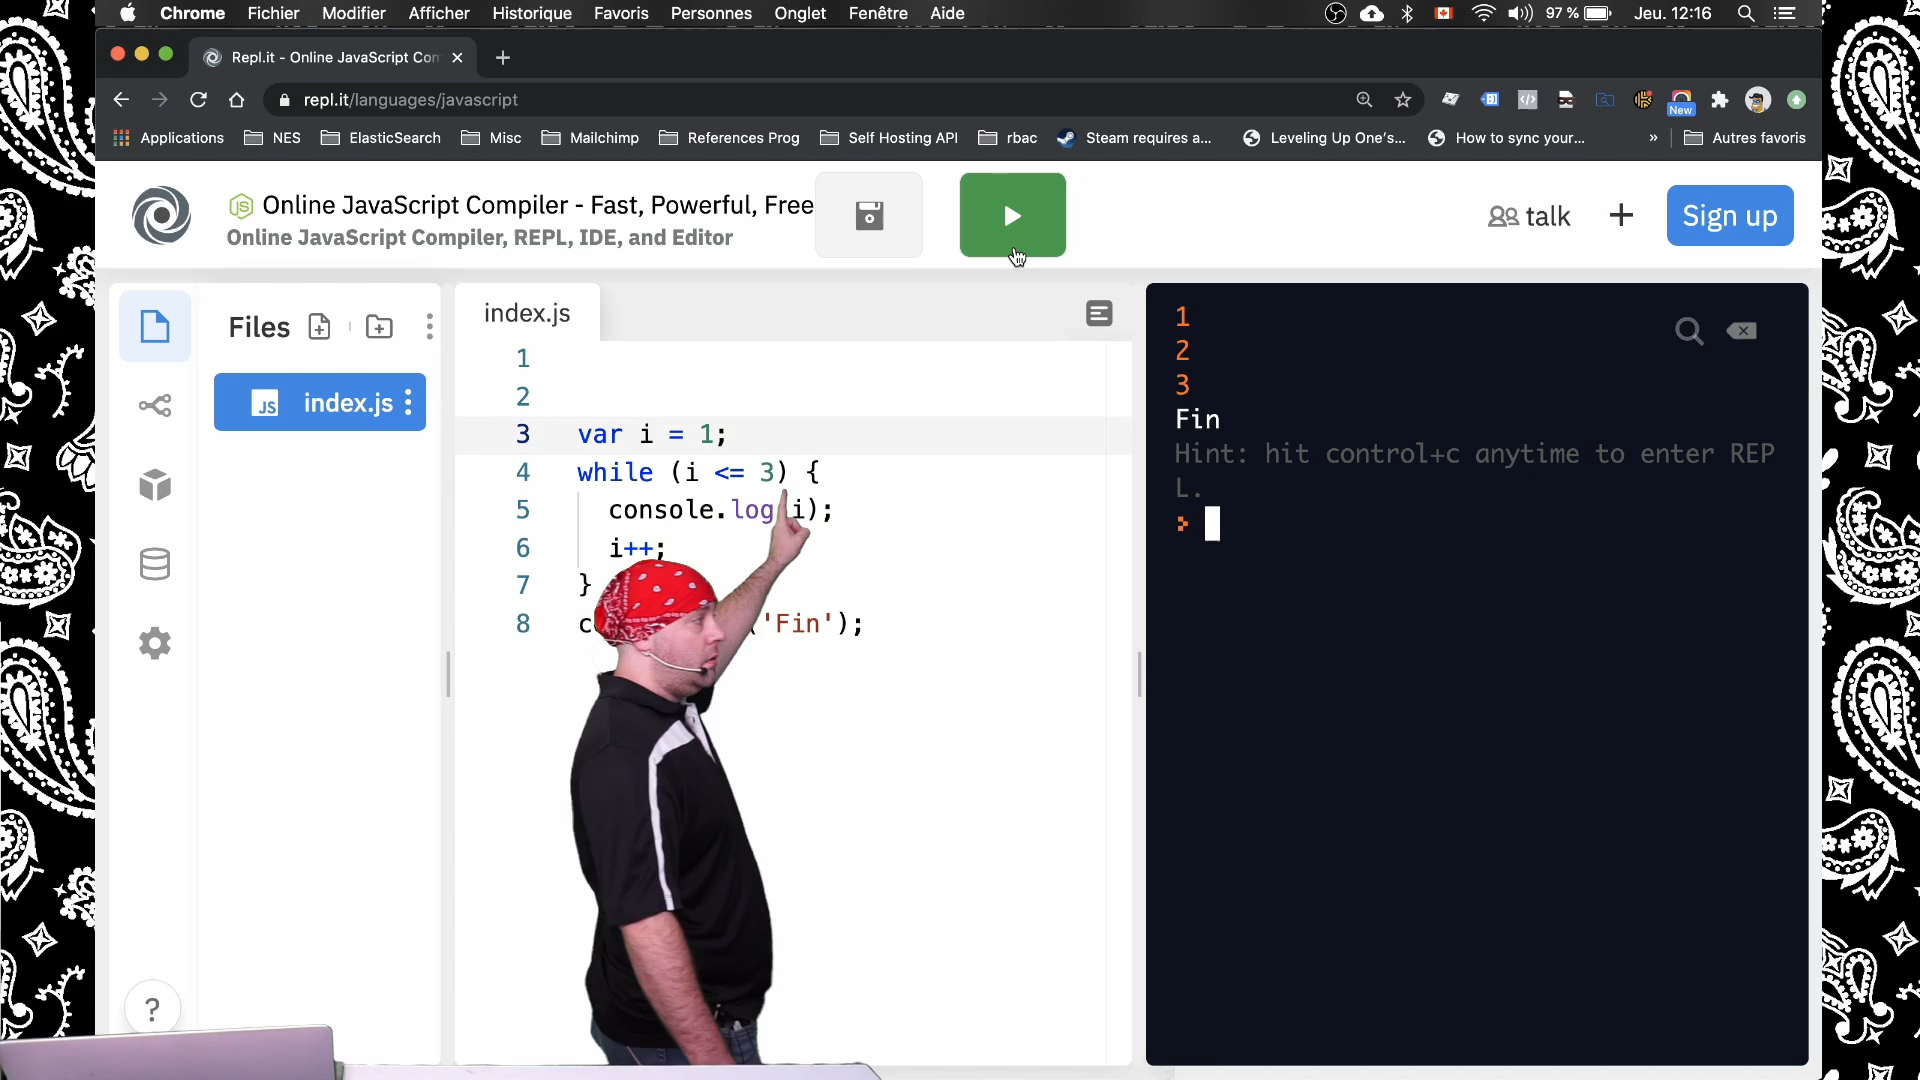 Chrome Fichier Modifier Afficher Historique Favoris Personnes Onglet Fenêtre Aide 97 % Jeu. 12:16
Repl.it - Online JavaScript Com
repl.it/languages/javascript
New
Applications NES ElasticSearch Misc Mailchimp References Prog Self Hosting API rbac Steam requires a... Leveling Up One's... How to sync your... » Autres favoris
JS Online JavaScript Compiler - Fast, Powerful, Free
Online JavaScript Compiler, REPL, IDE, and Editor
talk + Sign up
Files
JS index.js
index.js
1
2
3 var i = 1;
4 while (i <= 3) {
5 console.log(i);
6 i++;
7 }
8 ('Fin');
1
2
3
Fin
Hint: hit control+c anytime to enter REP
L.
?